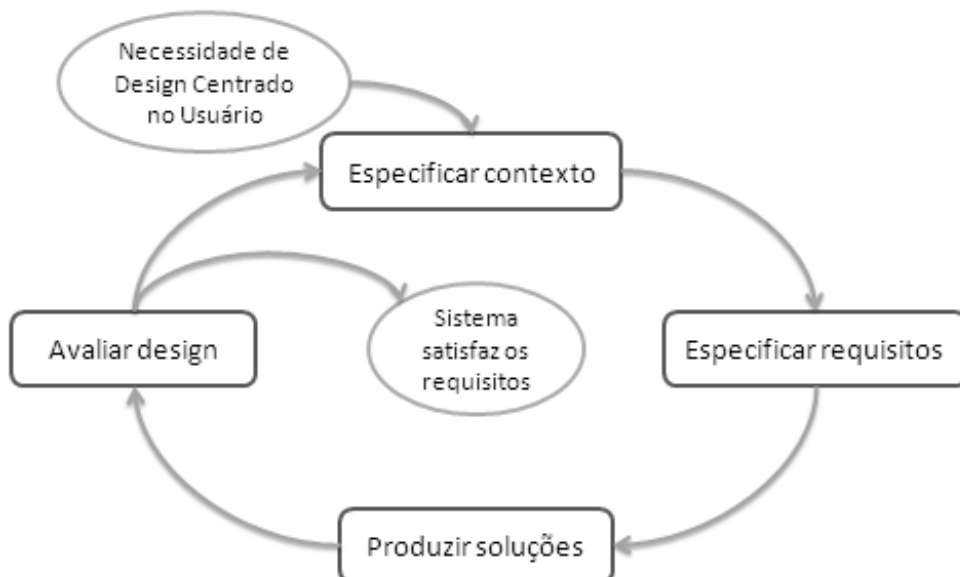 Necessidade de
Design Centrado
no Usuário
Especificar contexto
Avaliar design
Sistema
satisfaz os
requisitos
Especificar requisitos
Produzir soluções